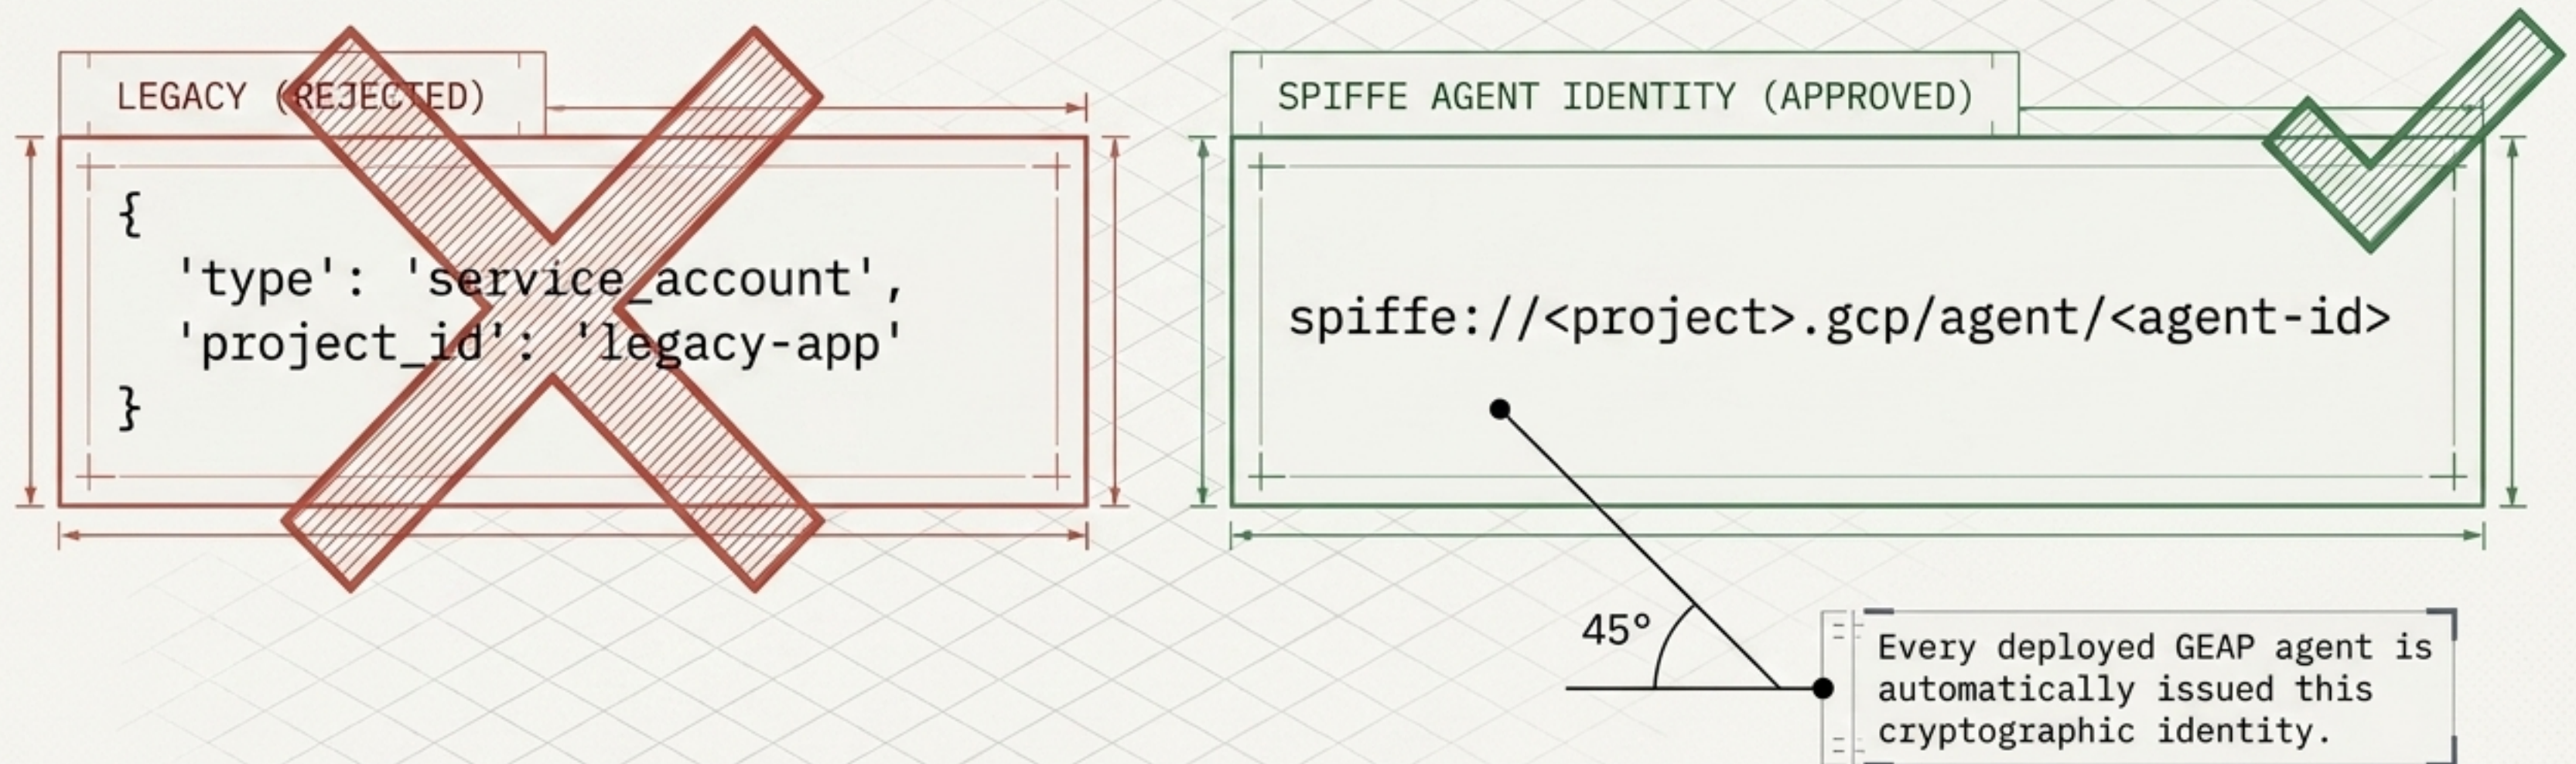 LEGACY (REJECTED)
{
'type': 'service_account',
'project_id': 'legacy-app'
}
SPIFFE AGENT IDENTITY (APPROVED)
spiffe://<project>.gcp/agent/<agent-id>
45°
Every deployed GEAP agent is
automatically issued this
cryptographic identity.